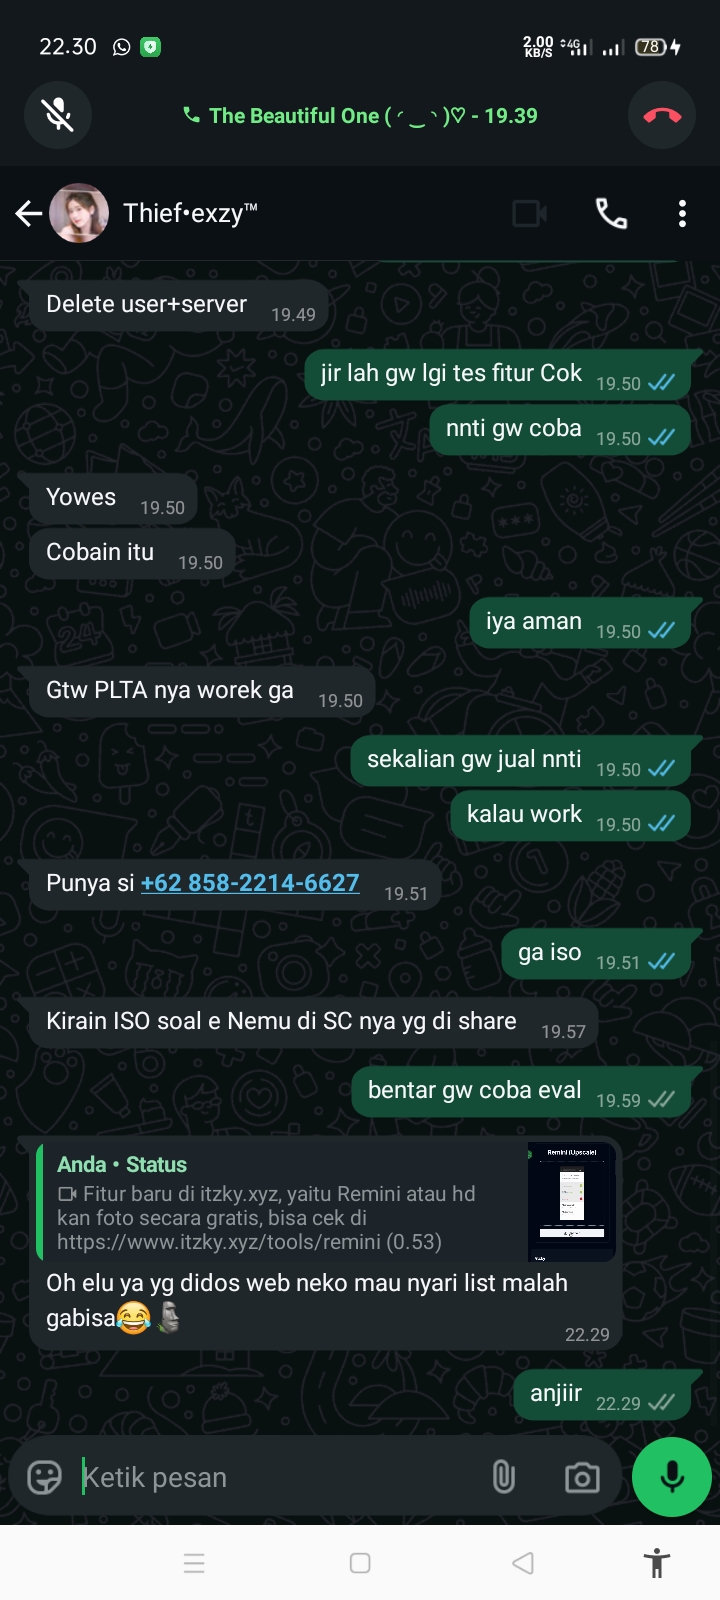 22.30
2.00 KB/S 4G 78
The Beautiful One ( ◜‿◝ )♡ - 19.39
Thief•exzy™
Delete user+server 19.49
jir lah gw lgi tes fitur Cok 19.50
nnti gw coba 19.50
Yowes 19.50
Cobain itu 19.50
iya aman 19.50
Gtw PLTA nya worek ga 19.50
sekalian gw jual nnti 19.50
kalau work 19.50
Punya si +62 858-2214-6627 19.51
ga iso 19.51
Kirain ISO soal e Nemu di SC nya yg di share 19.57
bentar gw coba eval 19.59
Anda • Status
Fitur baru di itzky.xyz, yaitu Remini atau hd
kan foto secara gratis, bisa cek di
https://www.itzky.xyz/tools/remini (0.53)
Remini (Upscale)
Oh elu ya yg didos web neko mau nyari list malah
gabisa😂🗿
22.29
anjiir 22.29
Ketik pesan